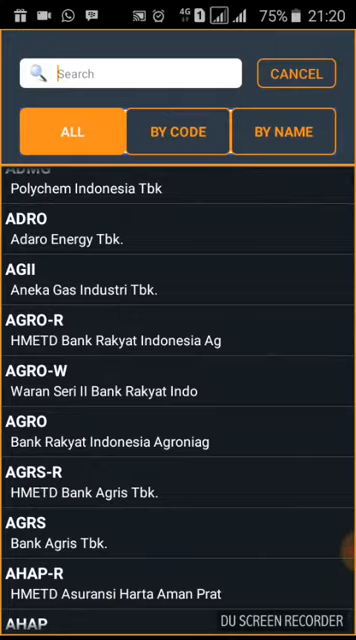 4G 1 75% 21:20
Search
CANCEL
ALL BY CODE BY NAME
ADMG
Polychem Indonesia Tbk
ADRO
Adaro Energy Tbk.
AGII
Aneka Gas Industri Tbk.
AGRO-R
HMETD Bank Rakyat Indonesia Ag
AGRO-W
Waran Seri II Bank Rakyat Indo
AGRO
Bank Rakyat Indonesia Agroniag
AGRS-R
HMETD Bank Agris Tbk.
AGRS
Bank Agris Tbk.
AHAP-R
HMETD Asuransi Harta Aman Prat
AHAP
DU SCREEN RECORDER